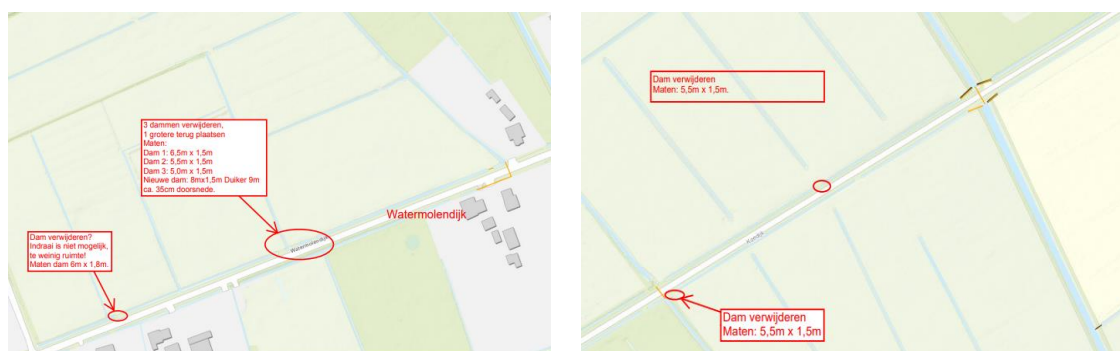 3 dammen verwijderen,
1 grotere terug plaatsen
Maten:
Dam 1: 6,5m x 1,5m
Dam 2: 5,5m x 1,5m
Dam 3: 5,0m x 1,5m
Nieuwe dam: 8mx1,5m Duiker 9m
ca. 35cm doorsnede.
Watermolendijk
Watermolendijk
Dam verwijderen?
Indraai is niet mogelijk,
te weinig ruimte!
Maten dam 6m x 1,8m.
Dam verwijderen
Maten: 5,5m x 1,5m.
Dam verwijderen
Maten: 5,5m x 1,5m